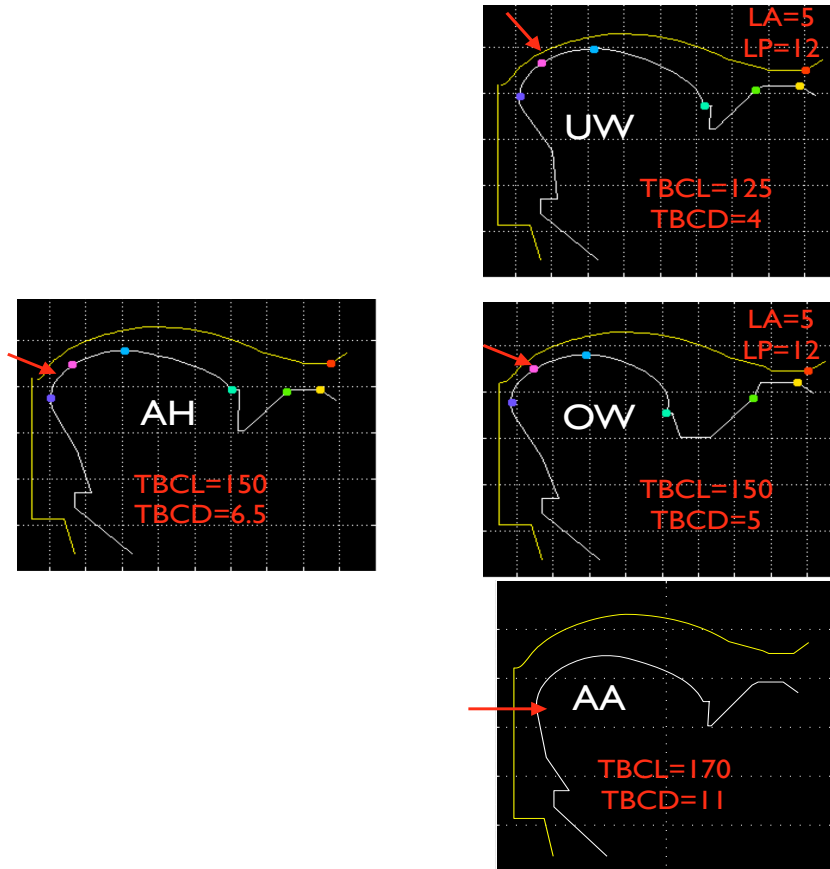 LA=5
LP=12
UW
TBCL=125
TBCD=4
AH
TBCL=150
TBCD=6.5
LA=5
LP=12
OW
TBCL=150
TBCD=5
AA
TBCL=170
TBCD=11